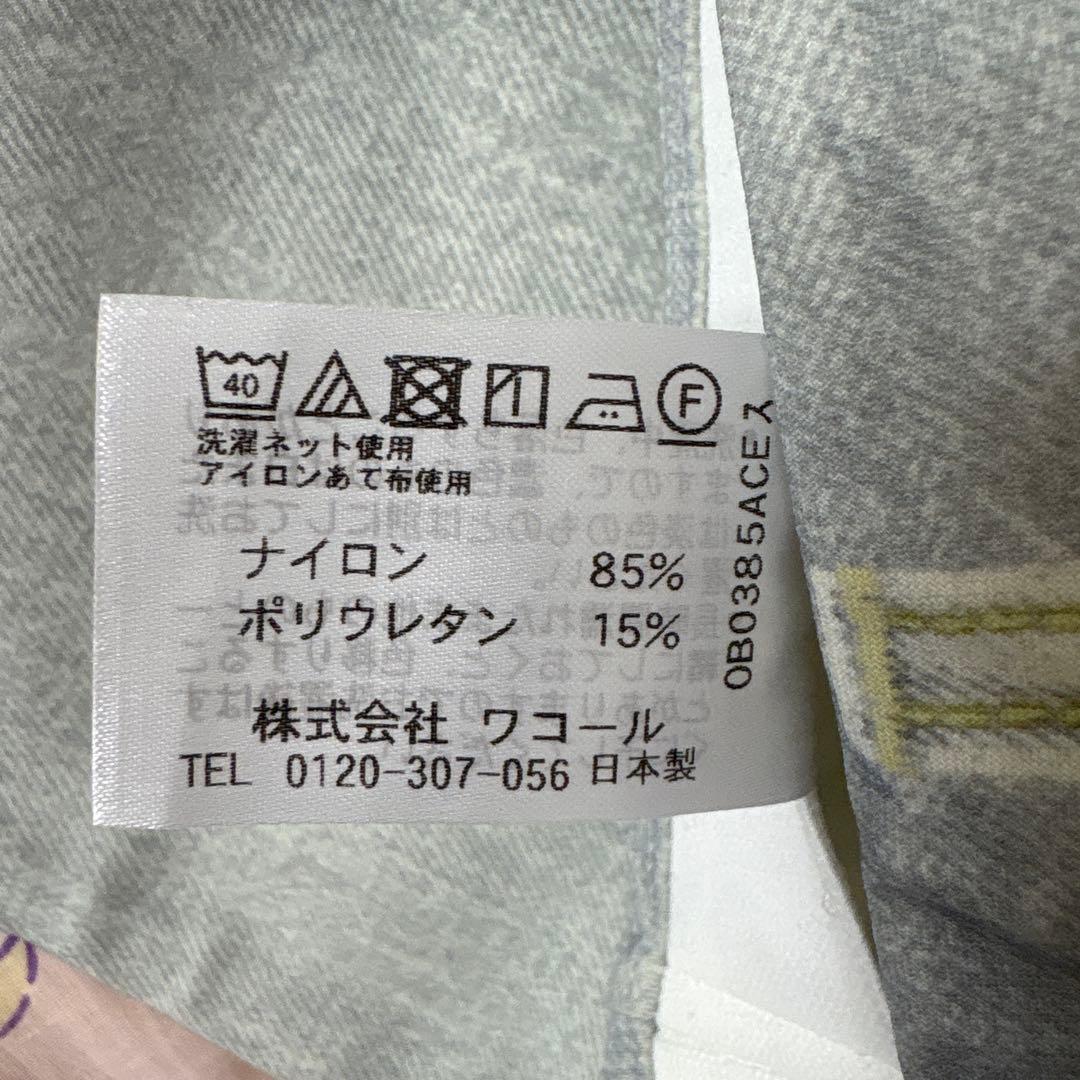 40
F
洗濯ネット使用
アイロンあて布使用
ナイロン 85%
ポリウレタン 15%
株式会社 ワコール
TEL 0120-307-056 日本製
0B0385ACEス